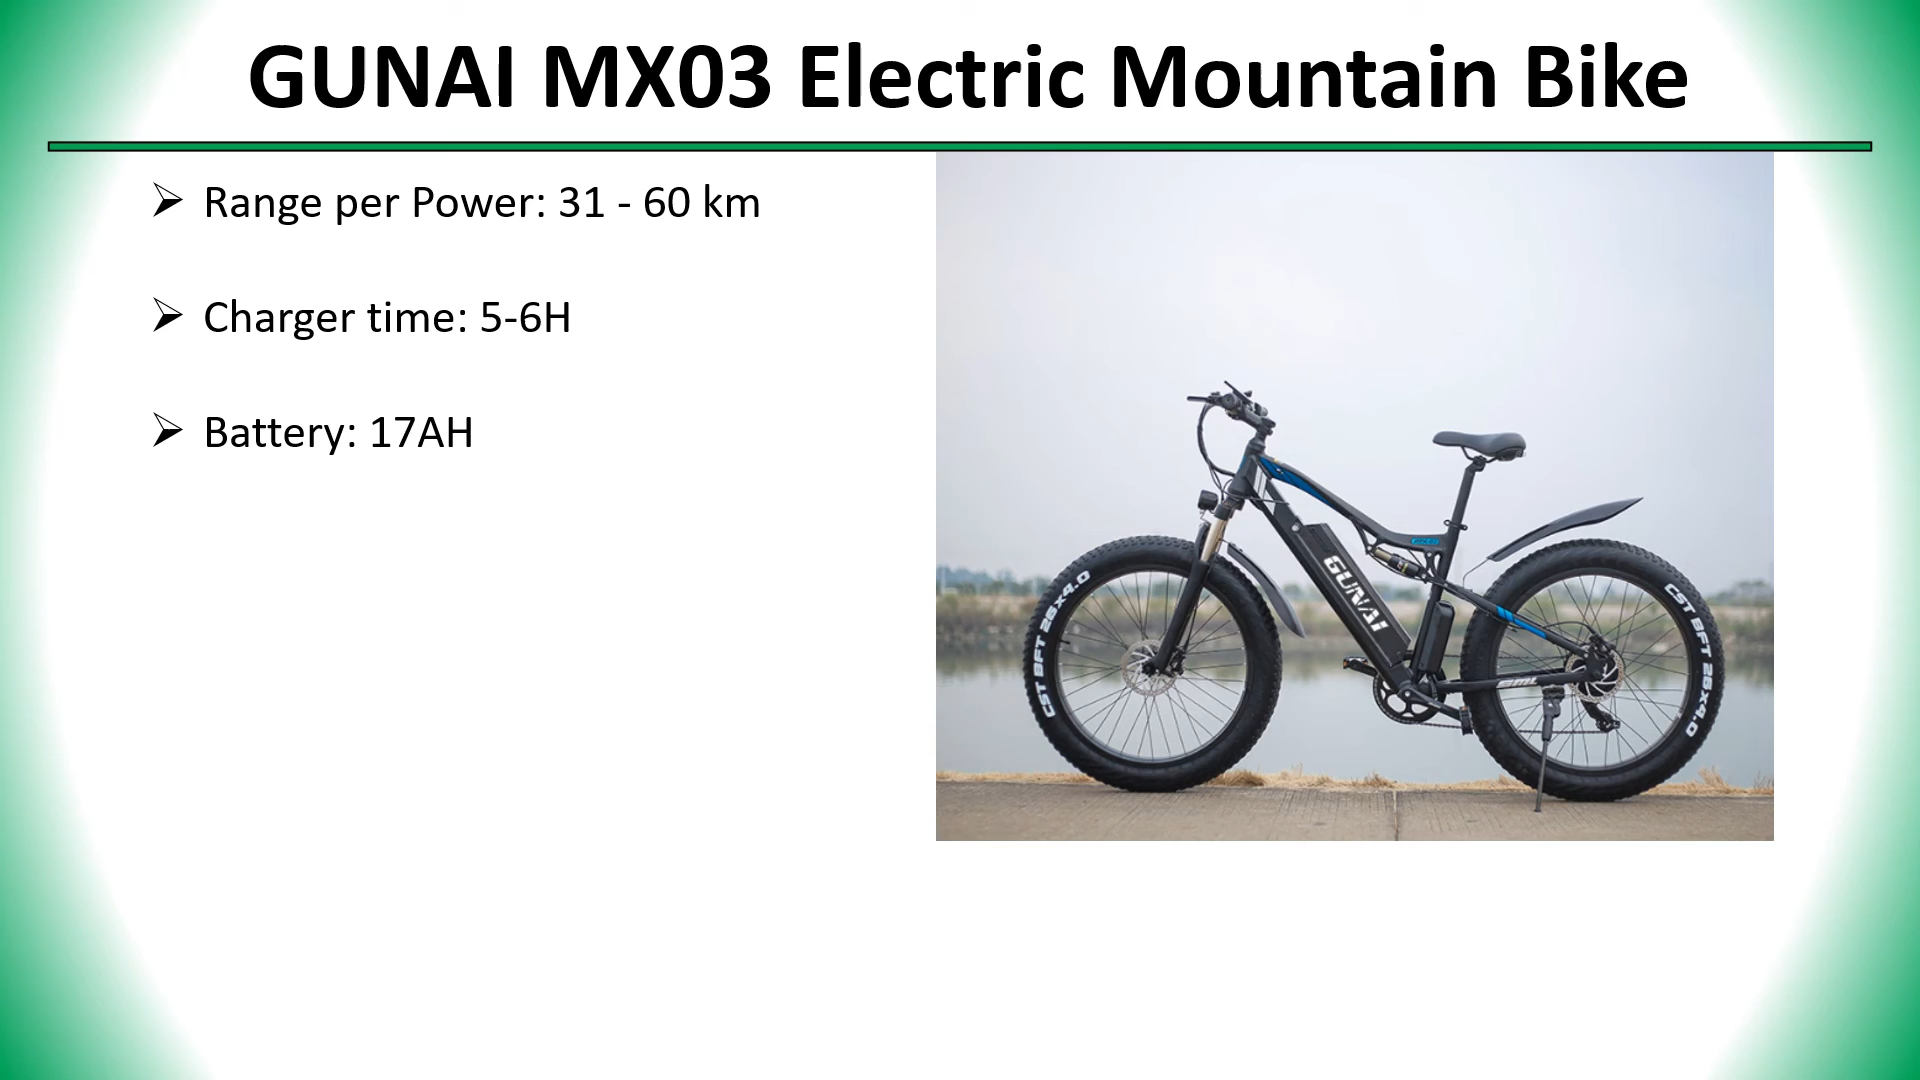 GUNAI MX03 Electric Mountain Bike
Range per Power: 31 - 60 km
Charger time: 5-6H
Battery: 17AH
GUNAI
CST BFT 26x4.0
SML
CST BFT 26x4.0